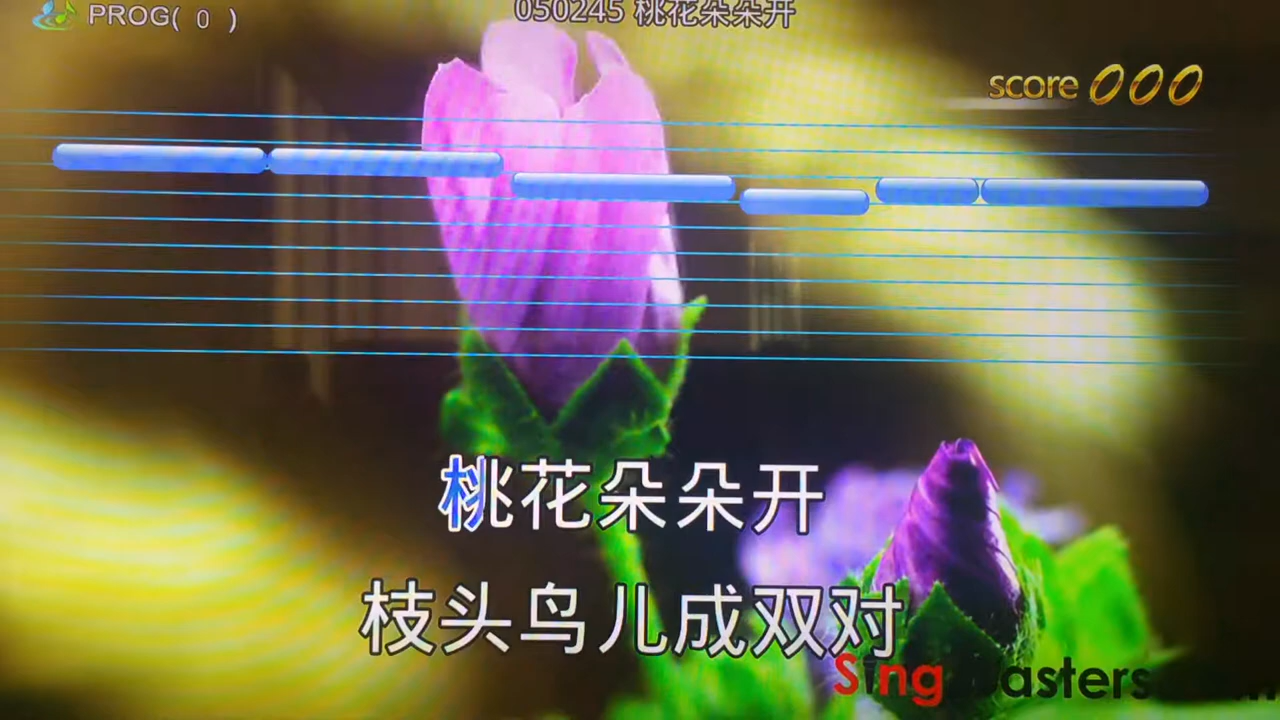 PROG( 0 )
050245 桃花朵朵开
score 000
桃花朵朵开
枝头鸟儿成双对
Sing asters